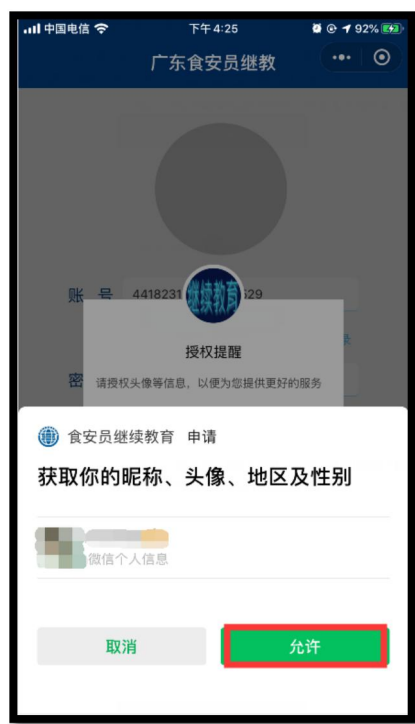 中国电信 下午4:25 92%
广东食安员继教
账 号 4418231 529
继续教育
授权提醒
密 请授权头像等信息，以便为您提供更好的服务
食安员继续教育 申请
获取你的昵称、头像、地区及性别
微信个人信息
取消 允许